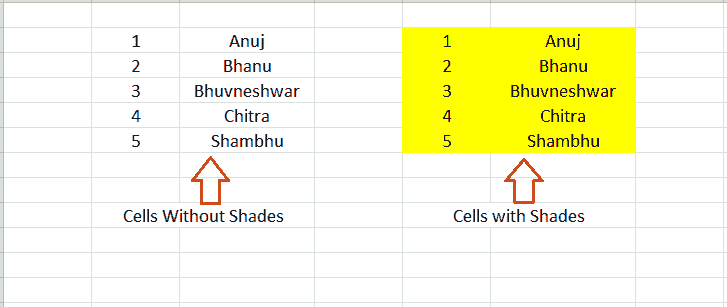 1 Anuj 1 Anuj
2 Bhanu 2 Bhanu
3 Bhuvneshwar 3 Bhuvneshwar
4 Chitra 4 Chitra
5 Shambhu 5 Shambhu
Cells Without Shades Cells with Shades